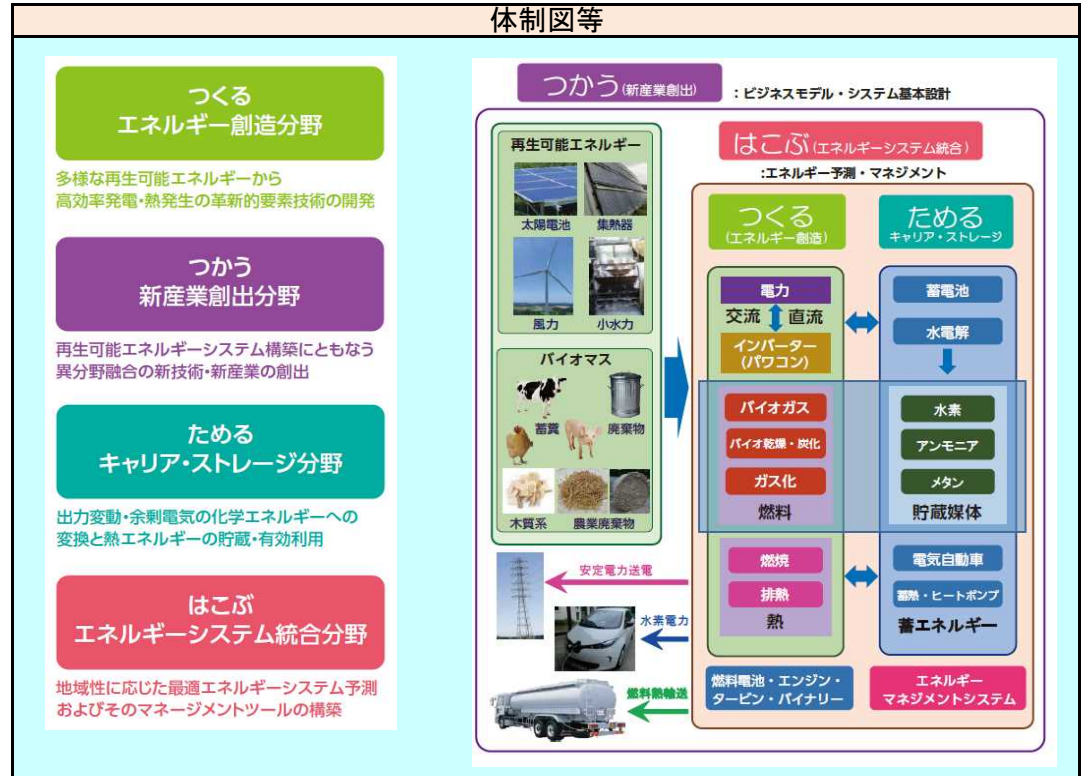 体制図等
つくる
エネルギー創造分野
多様な再生可能エネルギーから
高効率発電・熱発生の革新的要素技術の開発
つかう
新産業創出分野
再生可能エネルギーシステム構築にともなう
異分野融合の新技術・新産業の創出
ためる
キャリア・ストレージ分野
出力変動・余剰電気の化学エネルギーへの
変換と熱エネルギーの貯蔵・有効利用
はこぶ
エネルギーシステム統合分野
地域性に応じた最適エネルギーシステム予測
およびそのマネージメントツールの構築
つかう(新産業創出)
:ビジネスモデル・システム基本設計
再生可能エネルギー
太陽電池 集熱器
風力 小水力
バイオマス
蓄糞 廃棄物
木質系 農業廃棄物
はこぶ(エネルギーシステム統合)
:エネルギー予測・マネジメント
つくる
(エネルギー創造)
電力
交流 直流
インバーター
(パワコン)
バイオガス
バイオ乾燥・炭化
ガス化
燃料
燃焼
排熱
熱
ためる
キャリア・ストレージ
蓄電池
水電解
水素
アンモニア
メタン
貯蔵媒体
電気自動車
蓄熱・ヒートポンプ
蓄エネルギー
安定電力送電
水素電力
燃料熱輸送
燃料電池・エンジン・
タービン・バイナリー
エネルギー
マネジメントシステム